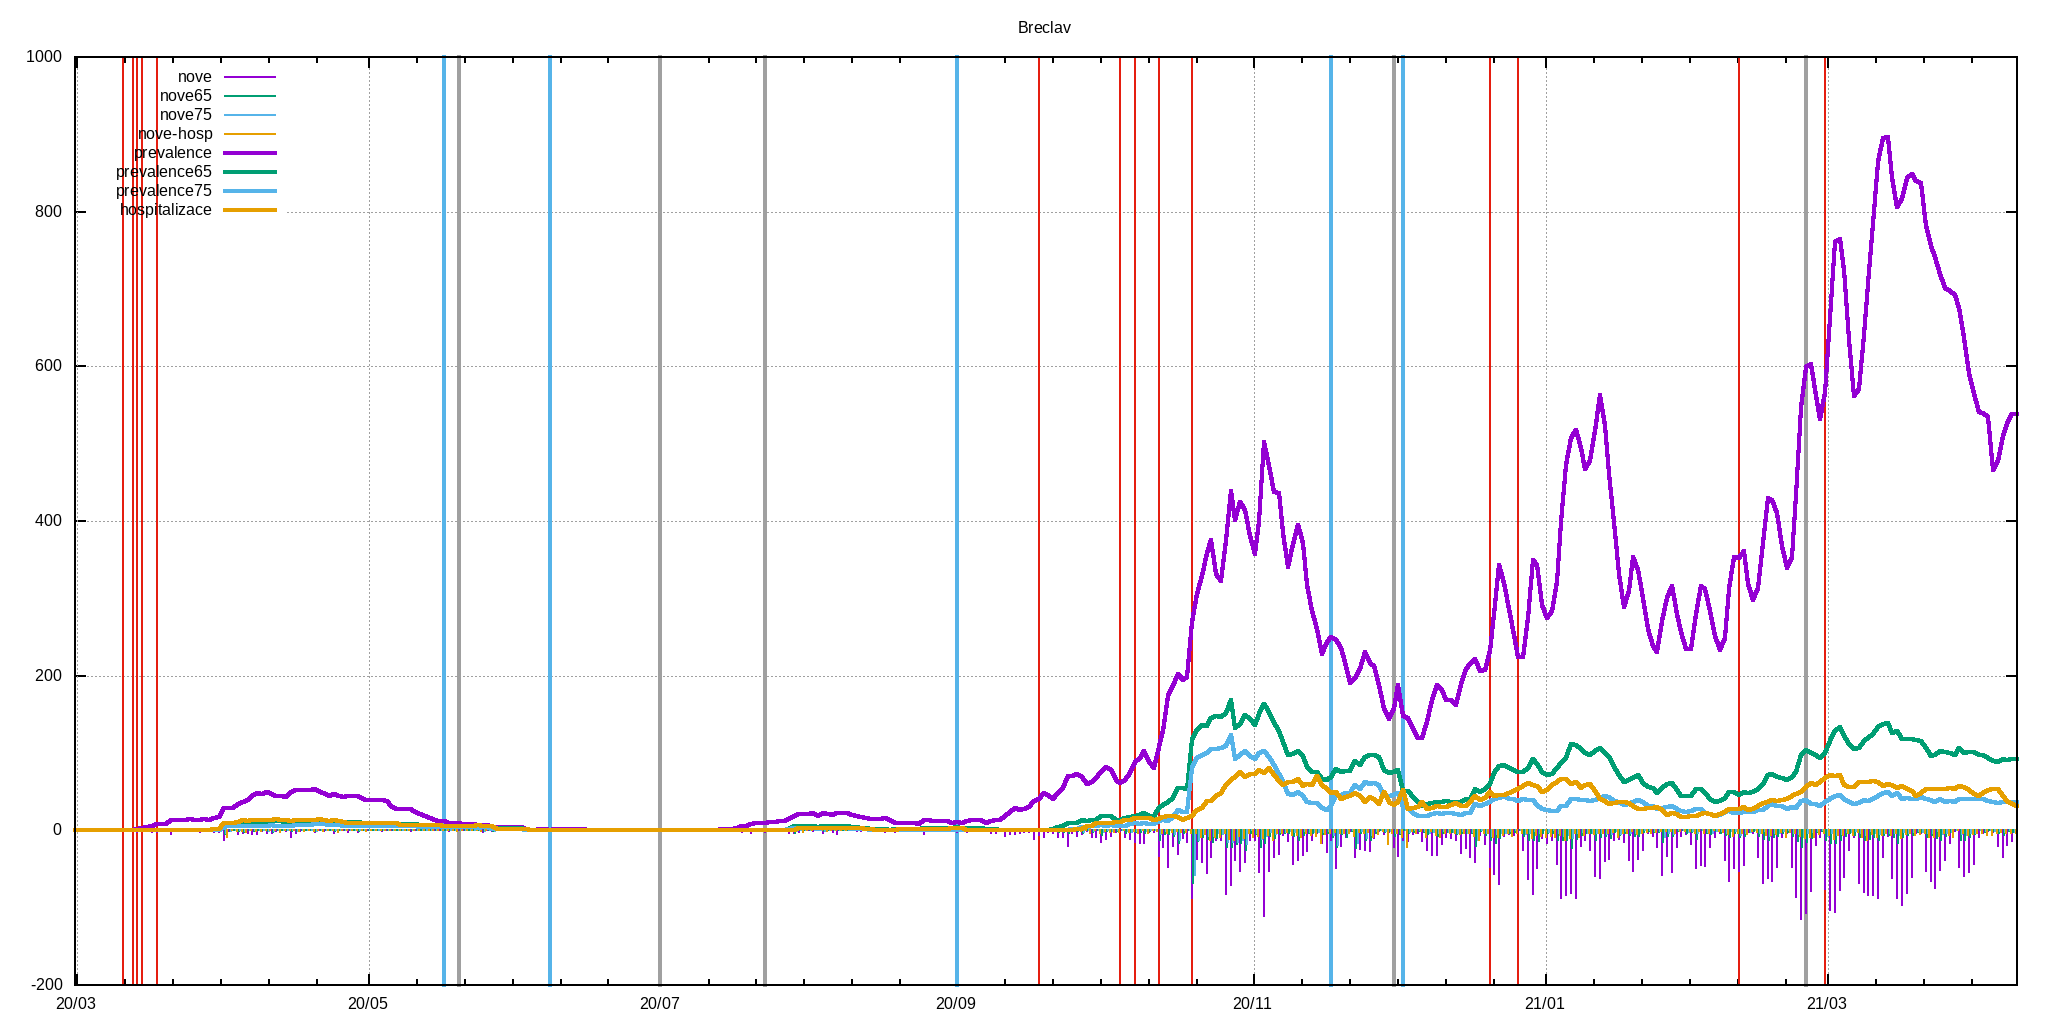 Breclav
1000
800
600
400
200
0
-200
nove
nove65
nove75
nove-hosp
prevalence
prevalence65
prevalence75
hospitalizace
20/03
20/05
20/07
20/09
20/11
21/01
21/03